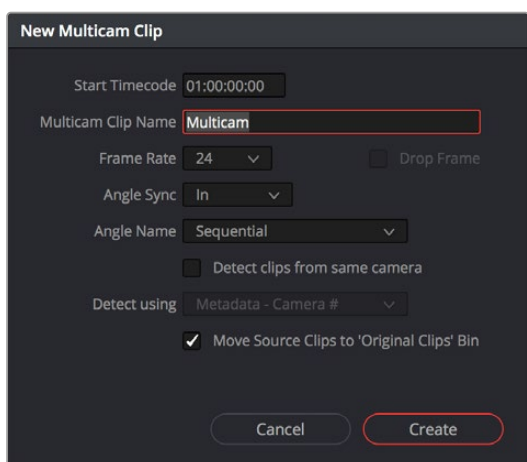 New Multicam Clip
Start Timecode 01:00:00:00
Multicam Clip Name Multicam
Frame Rate 24 Drop Frame
Angle Sync In
Angle Name Sequential
Detect clips from same camera
Detect using Metadata - Camera #
Move Source Clips to 'Original Clips' Bin
Cancel Create